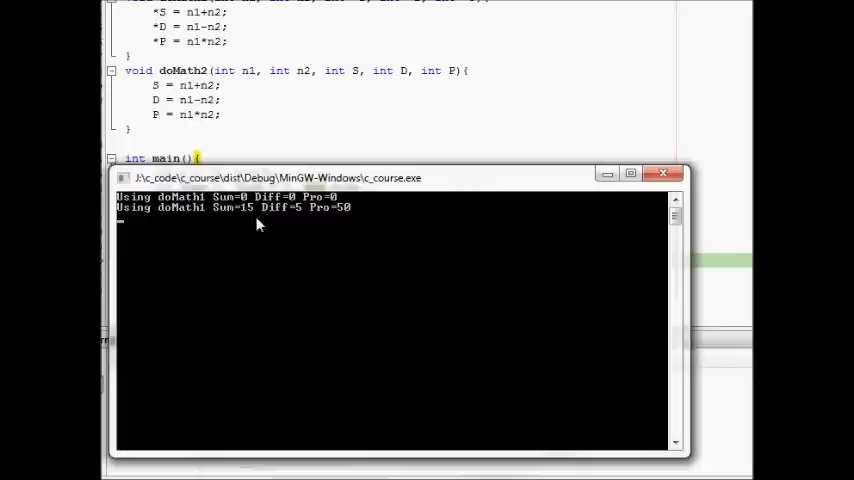 *S = n1+n2;
*D = n1-n2;
*P = n1*n2;
}
void doMath2(int n1, int n2, int S, int D, int P){
S = n1+n2;
D = n1-n2;
P = n1*n2;
}
int main(){
J:\c_code\c_course\dist\Debug\MinGW-Windows\c_course.exe
Using doMath1 Sum=0 Diff=0 Pro=0
Using doMath1 Sum=15 Diff=5 Pro=50